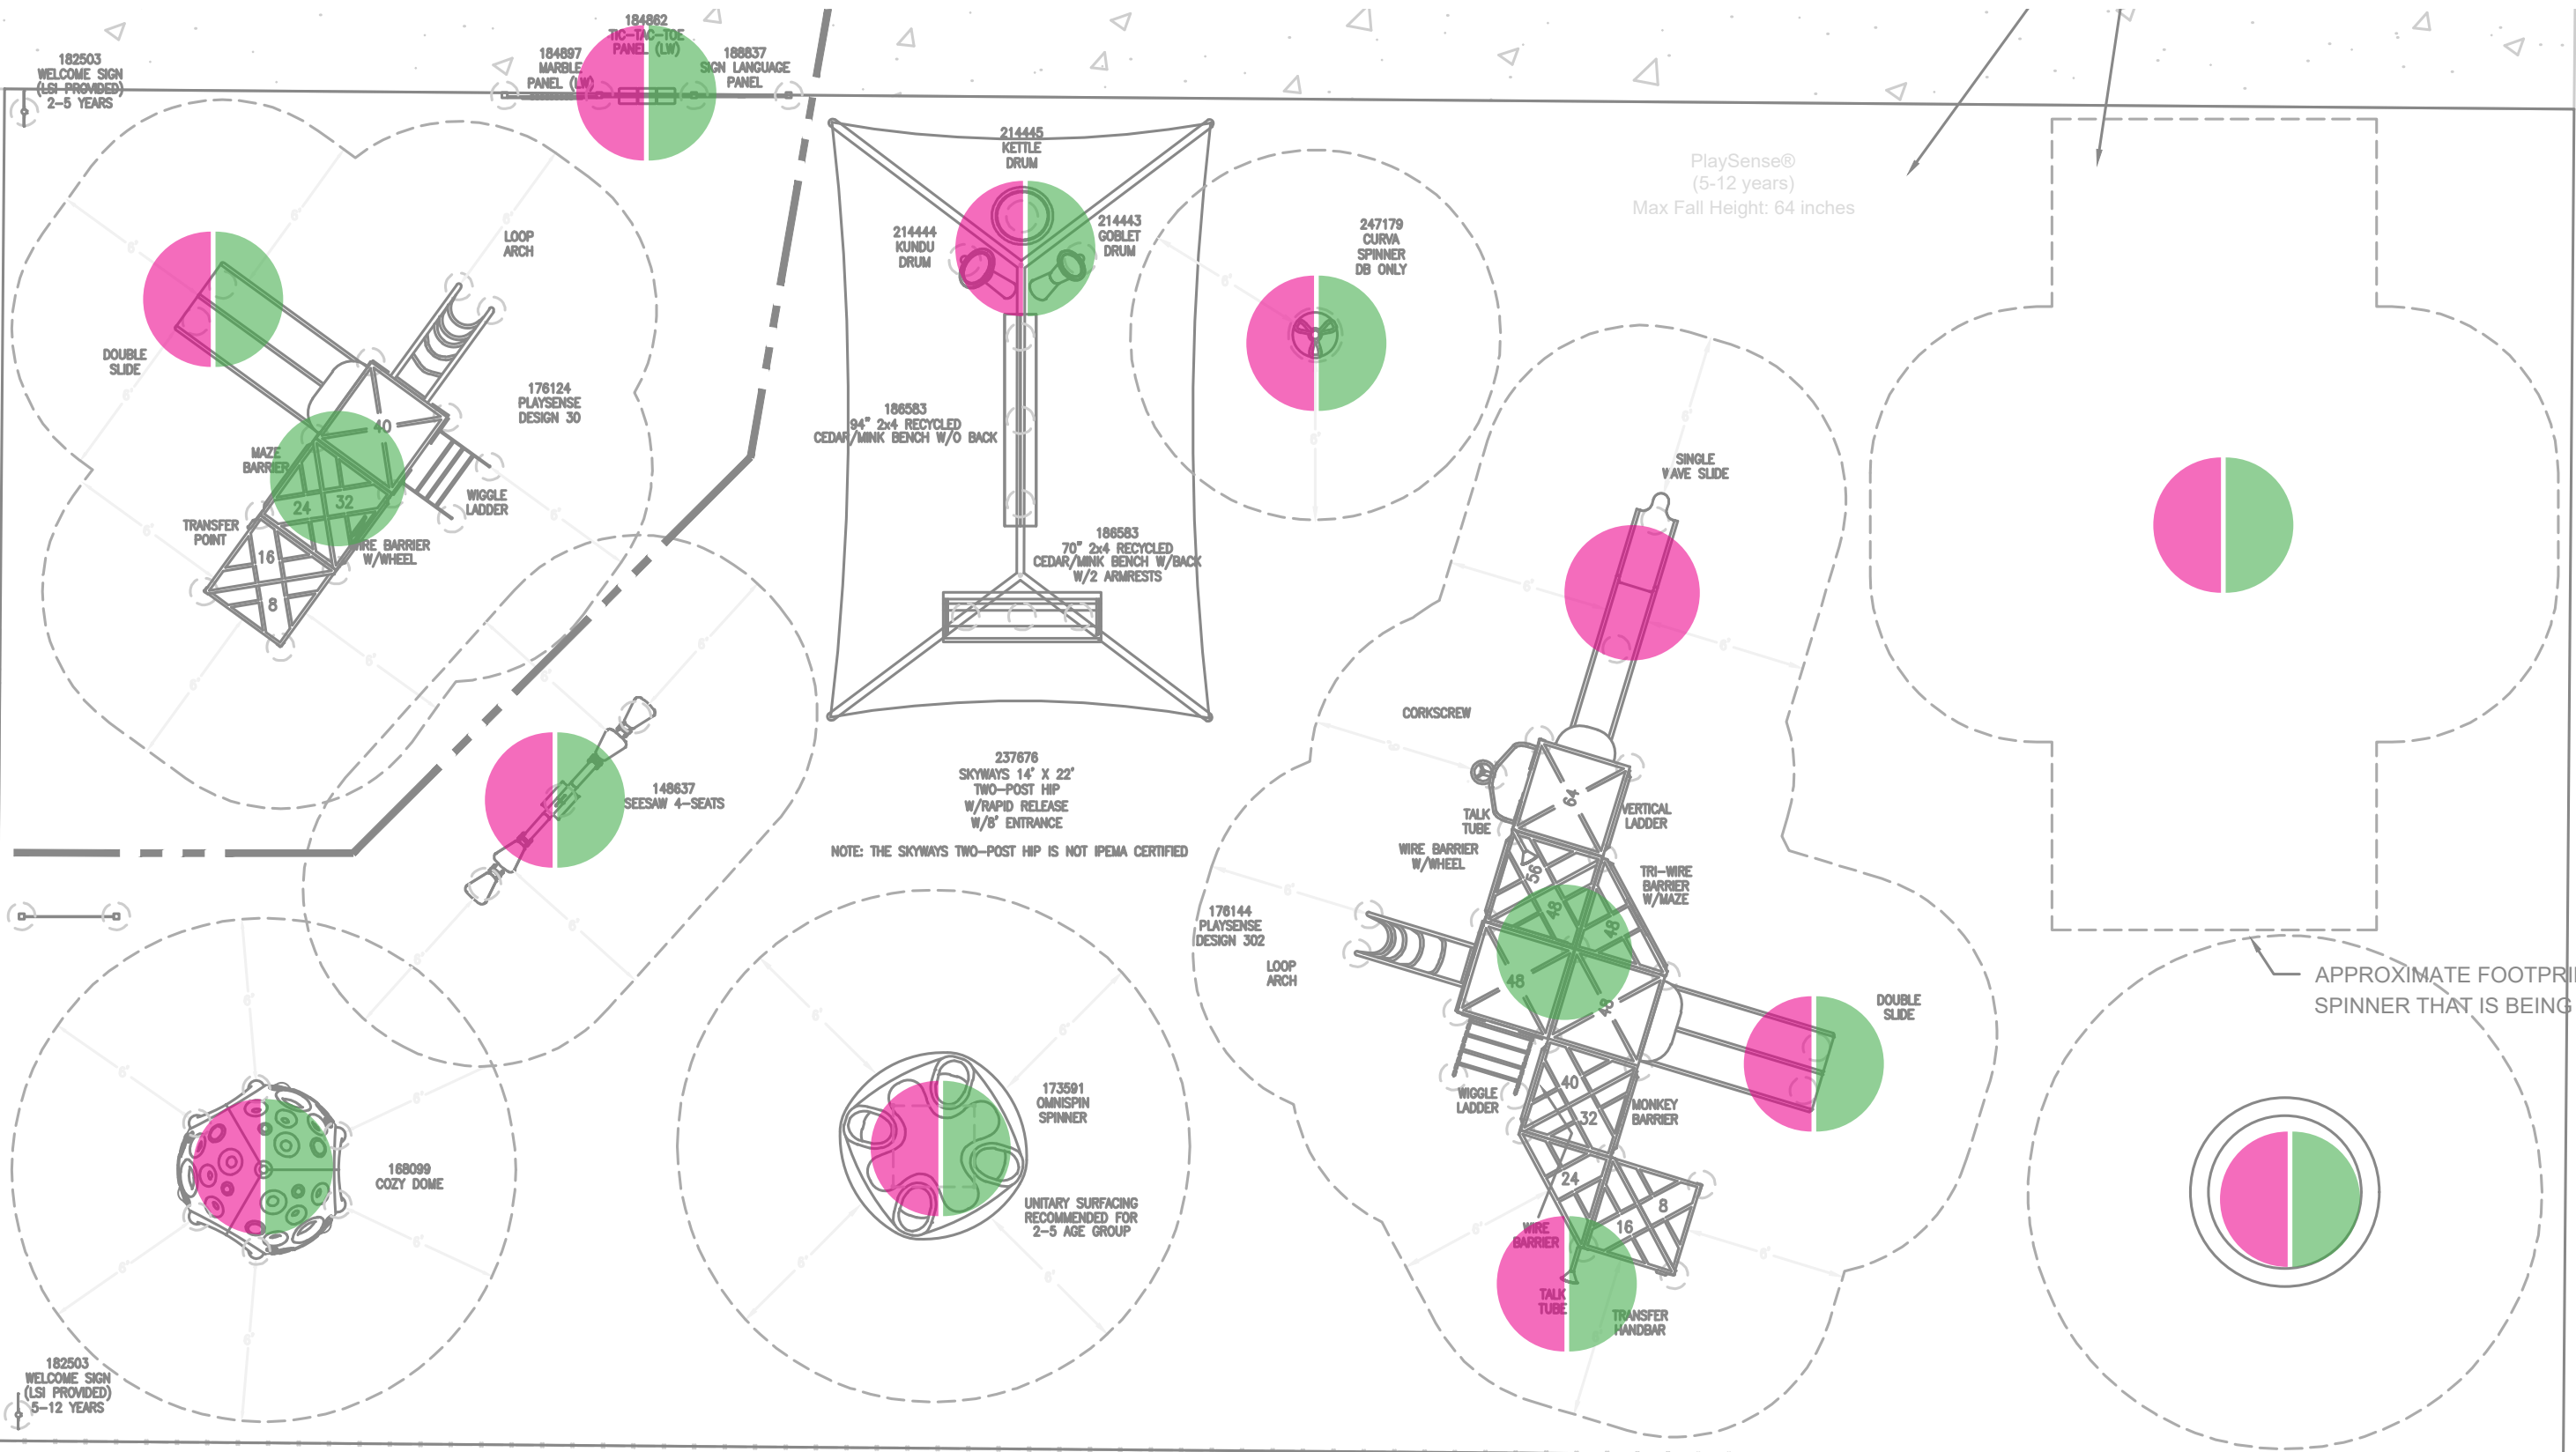 184862
TIC-TAC-TOE
PANEL (LW)
184897
MARBLE
PANEL (LW)
188837
SIGN LANGUAGE
PANEL
182503
WELCOME SIGN
(LSI PROVIDED)
2-5 YEARS
214445
KETTLE
DRUM
214444
KUNDU
DRUM
214443
GOBLET
DRUM
247179
CURVA
SPINNER
DB ONLY
PlaySense®
(5-12 years)
Max Fall Height: 64 inches
LOOP
ARCH
DOUBLE
SLIDE
176124
PLAYSENSE
DESIGN 30
40
MAZE
BARRIER
24
32
WIGGLE
LADDER
TRANSFER
POINT
WIRE BARRIER
W/WHEEL
16
8
186583
94" 2x4 RECYCLED
CEDAR/MINK BENCH W/O BACK
186583
70" 2x4 RECYCLED
CEDAR/MINK BENCH W/BACK
W/2 ARMRESTS
SINGLE
WAVE SLIDE
CORKSCREW
148637
SEESAW 4-SEATS
237676
SKYWAYS 14' X 22'
TWO-POST HIP
W/RAPID RELEASE
W/8' ENTRANCE
NOTE: THE SKYWAYS TWO-POST HIP IS NOT IPEMA CERTIFIED
64
TALK
TUBE
VERTICAL
LADDER
WIRE BARRIER
W/WHEEL
56
TRI-WIRE
BARRIER
W/MAZE
48
48
176144
PLAYSENSE
DESIGN 302
LOOP
ARCH
48
48
DOUBLE
SLIDE
APPROXIMATE FOOTPRI
SPINNER THAT IS BEING
WIGGLE
LADDER
40
32
MONKEY
BARRIER
173591
OMNISPIN
SPINNER
168099
COZY DOME
UNITARY SURFACING
RECOMMENDED FOR
2-5 AGE GROUP
24
8
16
WIRE
BARRIER
TALK
TUBE
TRANSFER
HANDBAR
182503
WELCOME SIGN
(LSI PROVIDED)
5-12 YEARS